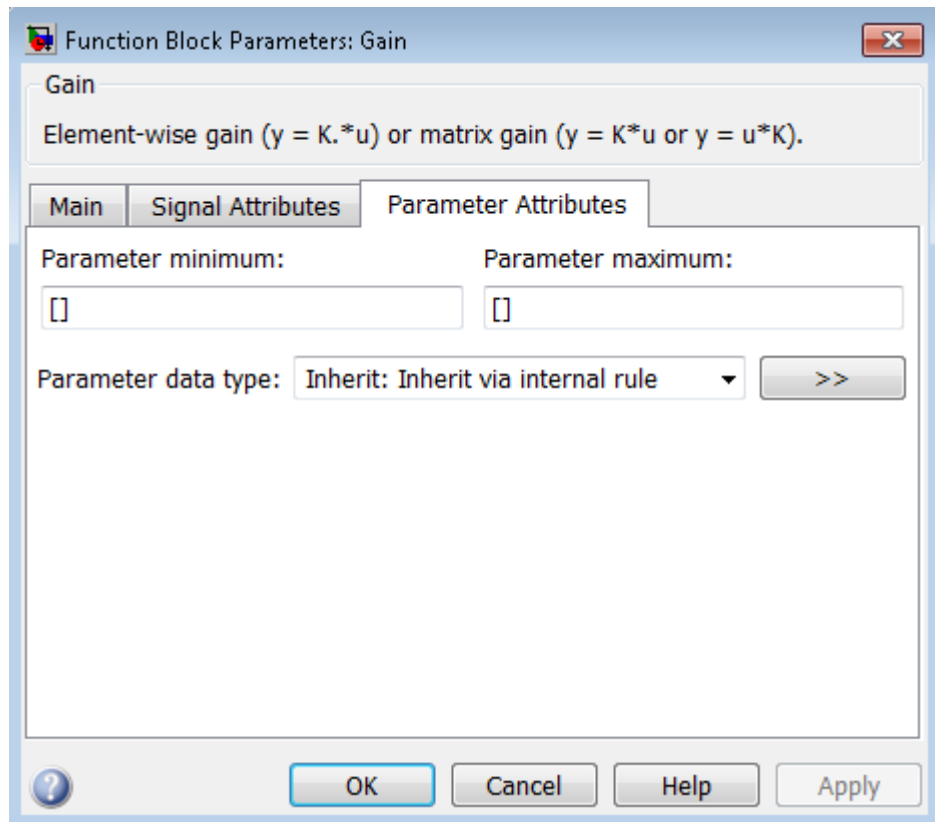 Function Block Parameters: Gain
Gain
Element-wise gain (y = K.*u) or matrix gain (y = K*u or y = u*K).
Main Signal Attributes Parameter Attributes
Parameter minimum: Parameter maximum:
[] []
Parameter data type: Inherit: Inherit via internal rule >>
OK Cancel Help Apply